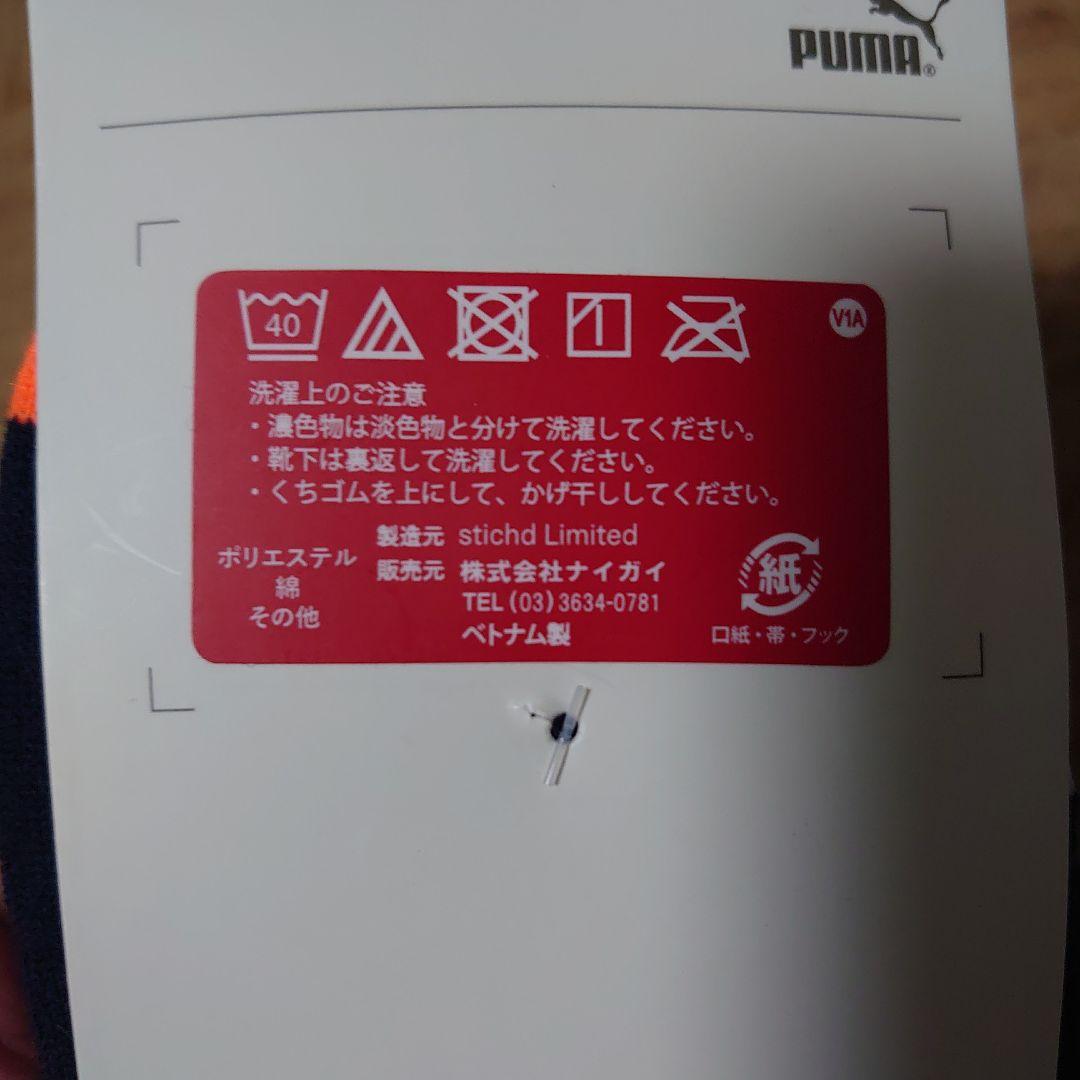 PUMA®
40
V1A
洗濯上のご注意
・濃色物は淡色物と分けて洗濯してください。
・靴下は裏返して洗濯してください。
・くちゴムを上にして、かげ干ししてください。
ポリエステル
綿
その他
製造元 stichd Limited
販売元 株式会社ナイガイ
TEL (03) 3634-0781
ベトナム製
紙
口紙・帯・フック